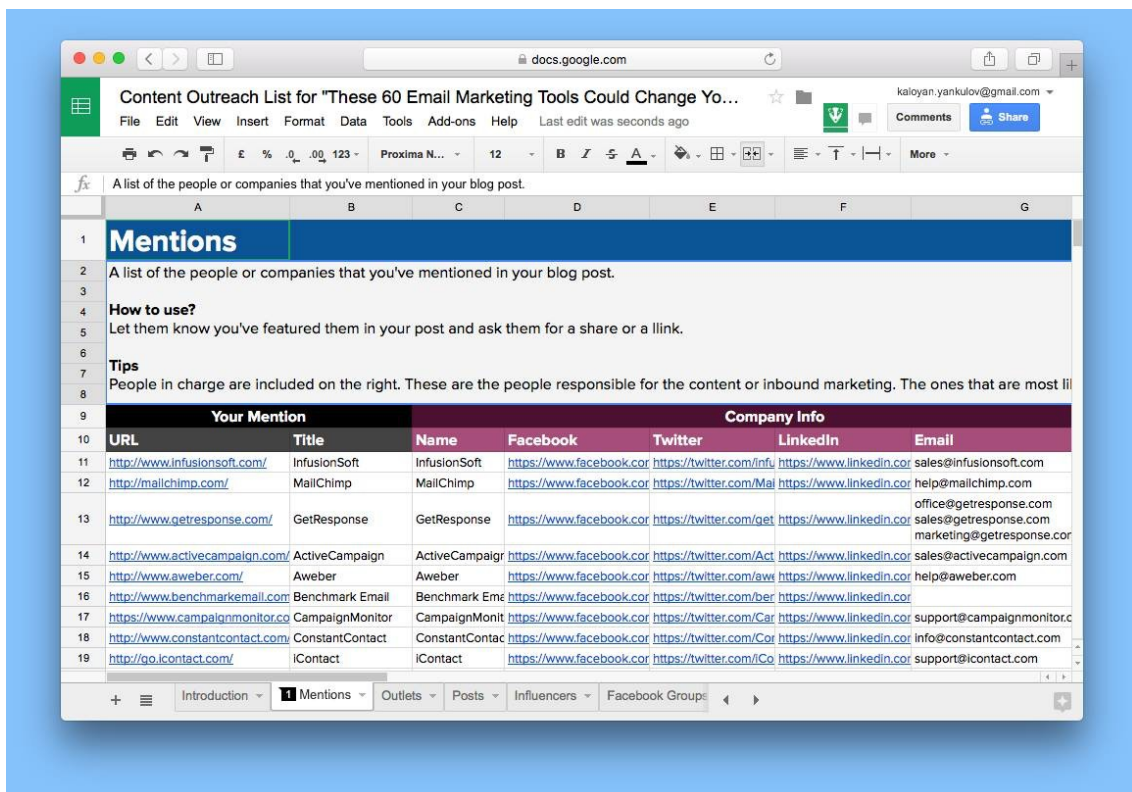 docs.google.com
Content Outreach List for "These 60 Email Marketing Tools Could Change Yo...
kaloyan.yankulov@gmail.com
File Edit View Insert Format Data Tools Add-ons Help Last edit was seconds ago
Comments
Share
£ % .0 .00 123 Proxima N... 12 B I S A More
fx A list of the people or companies that you've mentioned in your blog post.
A B C D E F G
1 Mentions
2 A list of the people or companies that you've mentioned in your blog post.
3
4 How to use?
5 Let them know you've featured them in your post and ask them for a share or a llink.
6
7 Tips
8 People in charge are included on the right. These are the people responsible for the content or inbound marketing. The ones that are most li
9 Your Mention Company Info
10 URL Title Name Facebook Twitter LinkedIn Email
11 http://www.infusionsoft.com/ InfusionSoft InfusionSoft https://www.facebook.cor https://twitter.com/infu https://www.linkedin.cor sales@infusionsoft.com
12 http://mailchimp.com/ MailChimp MailChimp https://www.facebook.cor https://twitter.com/Mai https://www.linkedin.cor help@mailchimp.com
office@getresponse.com
13 http://www.getresponse.com/ GetResponse GetResponse https://www.facebook.cor https://twitter.com/get https://www.linkedin.cor sales@getresponse.com
marketing@getresponse.cor
14 http://www.activecampaign.com/ ActiveCampaign ActiveCampaigr https://www.facebook.cor https://twitter.com/Act https://www.linkedin.cor sales@activecampaign.com
15 http://www.aweber.com/ Aweber Aweber https://www.facebook.cor https://twitter.com/awe https://www.linkedin.cor help@aweber.com
16 http://www.benchmarkemail.com Benchmark Email Benchmark Ema https://www.facebook.cor https://twitter.com/ber https://www.linkedin.cor
17 https://www.campaignmonitor.co CampaignMonitor CampaignMonit https://www.facebook.cor https://twitter.com/Car https://www.linkedin.cor support@campaignmonitor.c
18 http://www.constantcontact.com/ ConstantContact ConstantContac https://www.facebook.cor https://twitter.com/Cor https://www.linkedin.cor info@constantcontact.com
19 http://go.icontact.com/ iContact iContact https://www.facebook.cor https://twitter.com/iCo https://www.linkedin.cor support@icontact.com
Introduction 1 Mentions Outlets Posts Influencers Facebook Groups